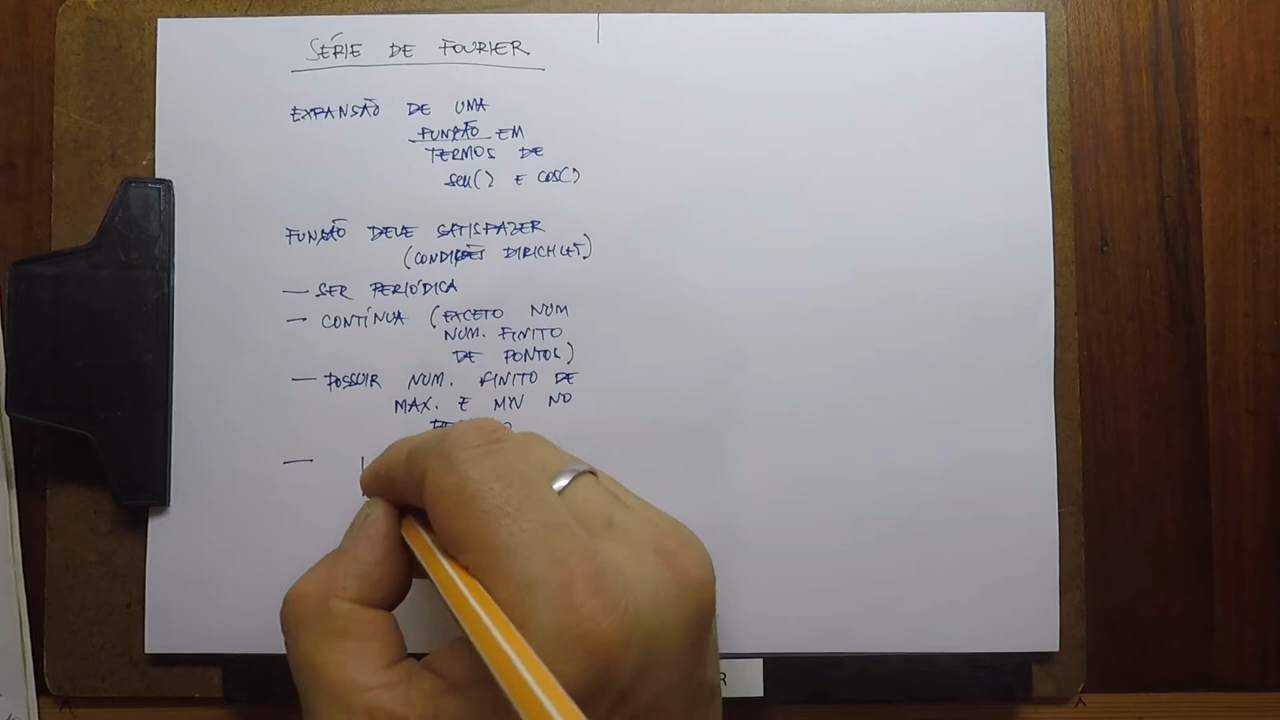 SÉRIE DE FOURIER
EXPANSÃO DE UMA
FUNÇÃO EM
TERMOS DE
SEN() E COS()
FUNÇÃO DEVE SATISFAZER
(CONDIÇÕES DIRICHLET)
— SER PERIÓDICA
— CONTÍNUA (EXCETO NUM
NUM. FINITO
DE PONTOS)
— POSSUIR NUM. FINITO DE
MAX. E MIN NO
—
R